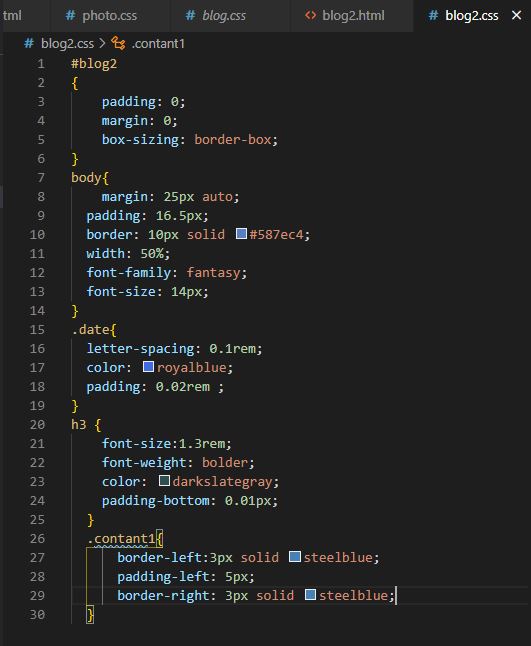 tml # photo.css # blog.css <> blog2.html # blog2.css ×
# blog2.css > .contant1
1 #blog2
2 {
3 padding: 0;
4 margin: 0;
5 box-sizing: border-box;
6 }
7 body{
8 margin: 25px auto;
9 padding: 16.5px;
10 border: 10px solid #587ec4;
11 width: 50%;
12 font-family: fantasy;
13 font-size: 14px;
14 }
15 .date{
16 letter-spacing: 0.1rem;
17 color: royalblue;
18 padding: 0.02rem ;
19 }
20 h3 {
21 font-size:1.3rem;
22 font-weight: bolder;
23 color: darkslategray;
24 padding-bottom: 0.01px;
25 }
26 .contant1{
27 border-left:3px solid steelblue;
28 padding-left: 5px;
29 border-right: 3px solid steelblue;
30 }